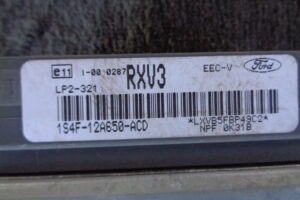 e11 1-00 0287 RXV3 EEC-V Ford
LP2-321
1S4F-12A650-ACD *LXVB5FBP49C2*
NPF 0K31B